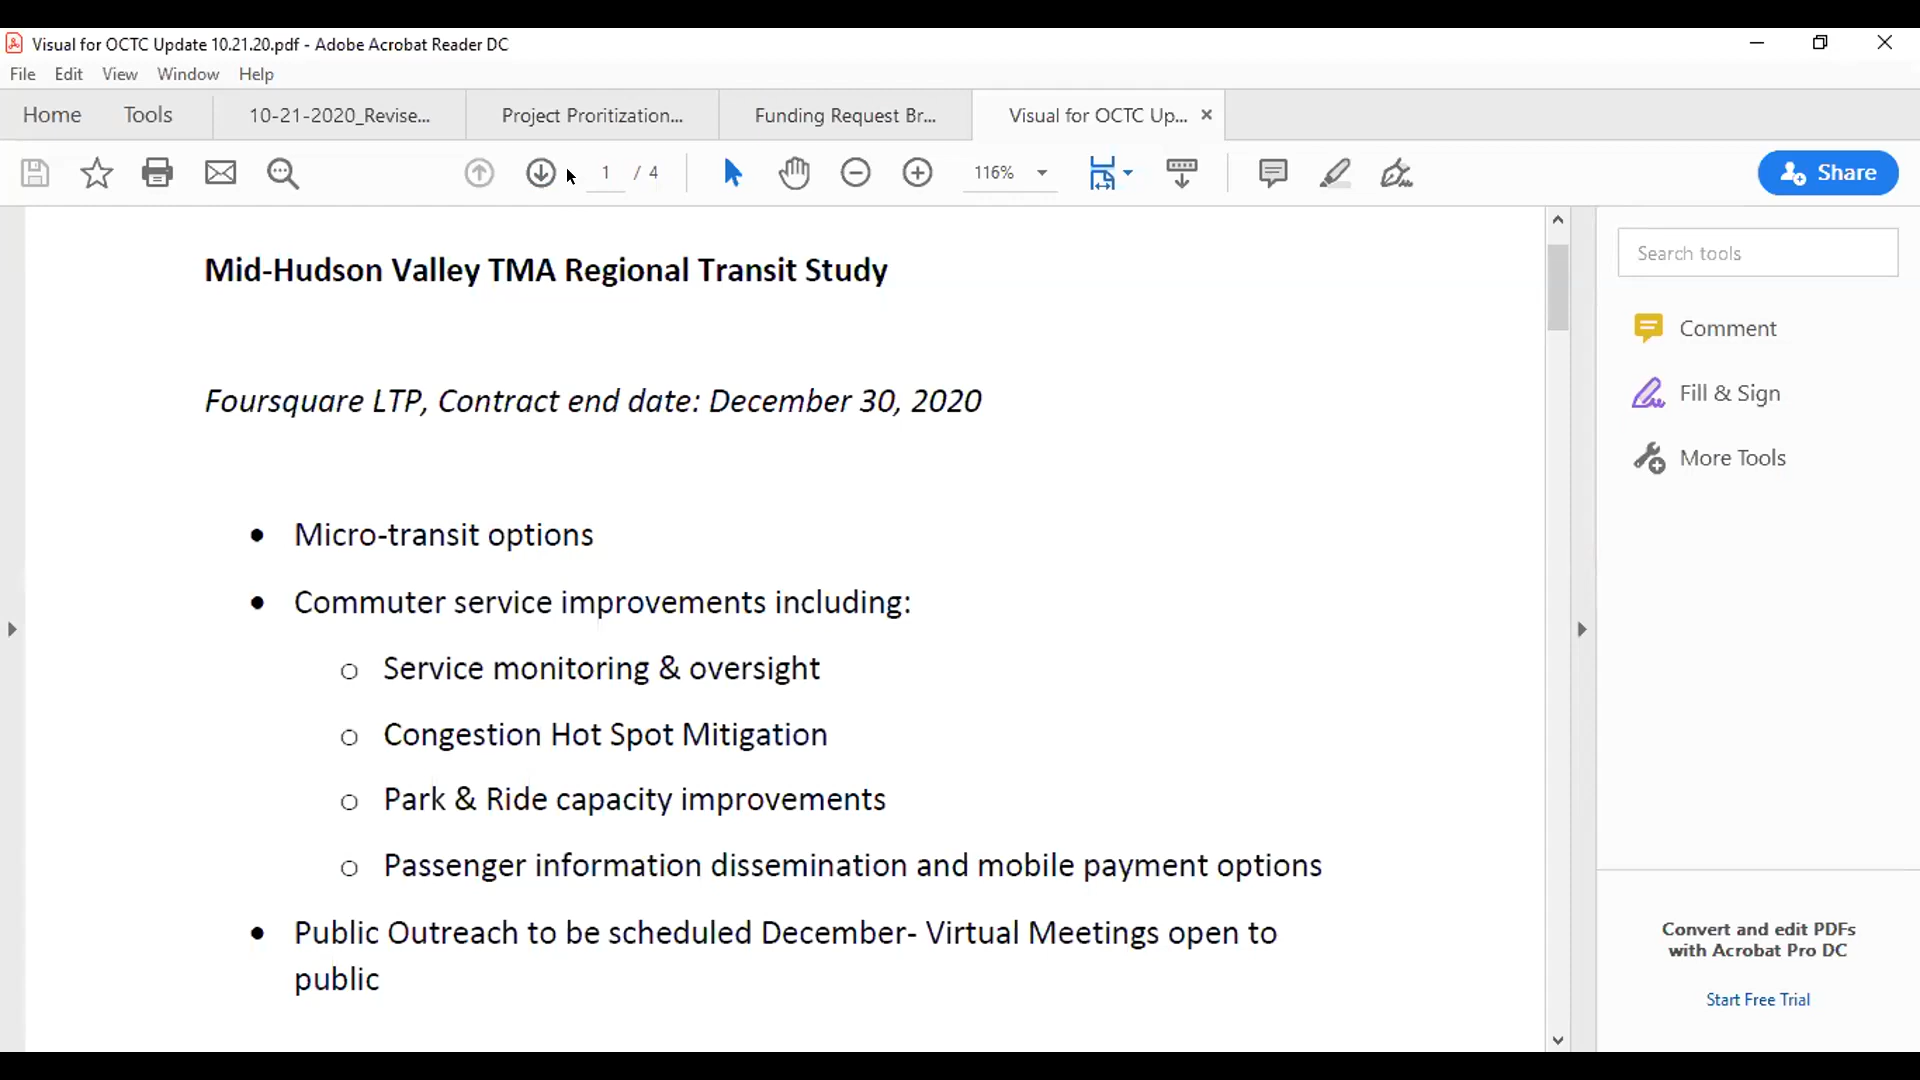 Visual for OCTC Update 10.21.20.pdf - Adobe Acrobat Reader DC
File Edit View Window Help
Home Tools 10-21-2020_Revise... Project Proritization... Funding Request Br... Visual for OCTC Up...
1 / 4 116% Share
Mid-Hudson Valley TMA Regional Transit Study
Foursquare LTP, Contract end date: December 30, 2020
• Micro-transit options
• Commuter service improvements including:
o Service monitoring & oversight
o Congestion Hot Spot Mitigation
o Park & Ride capacity improvements
o Passenger information dissemination and mobile payment options
• Public Outreach to be scheduled December- Virtual Meetings open to
public
Search tools
Comment
Fill & Sign
More Tools
Convert and edit PDFs
with Acrobat Pro DC
Start Free Trial